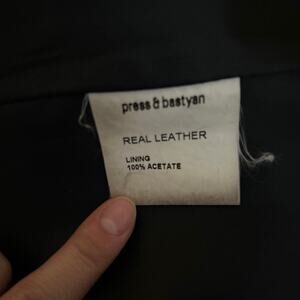 press & bastyan
REAL LEATHER
LINING
100% ACETATE